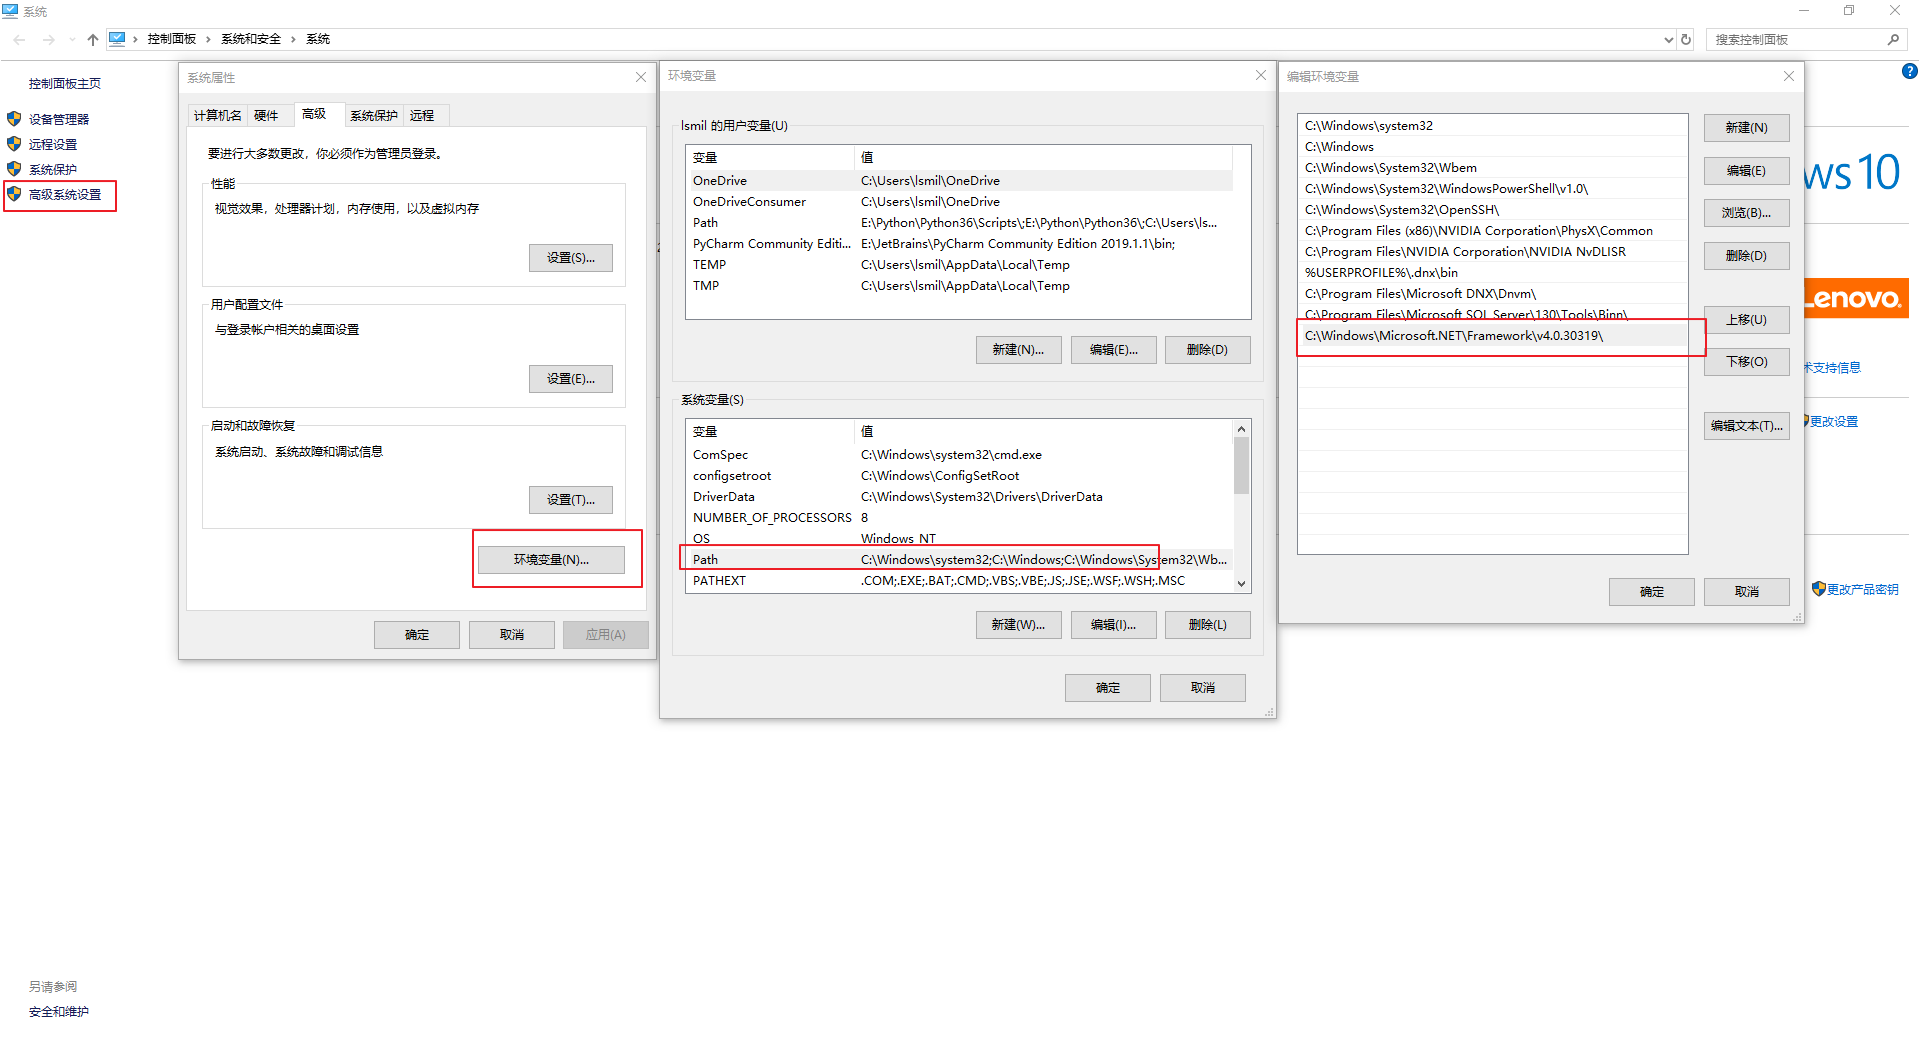 系统
控制面板 › 系统和安全 › 系统
搜索控制面板
控制面板主页
设备管理器
远程设置
系统保护
高级系统设置
另请参阅
安全和维护
系统属性
计算机名 硬件 高级 系统保护 远程
要进行大多数更改，你必须作为管理员登录。
性能
视觉效果，处理器计划，内存使用，以及虚拟内存
设置(S)...
用户配置文件
与登录帐户相关的桌面设置
设置(E)...
启动和故障恢复
系统启动、系统故障和调试信息
设置(T)...
环境变量(N)...
确定 取消 应用(A)
环境变量
lsmil 的用户变量(U)
变量 值
OneDrive C:\Users\lsmil\OneDrive
OneDriveConsumer C:\Users\lsmil\OneDrive
Path E:\Python\Python36\Scripts\;E:\Python\Python36\;C:\Users\ls...
PyCharm Community Editi... E:\JetBrains\PyCharm Community Edition 2019.1.1\bin;
TEMP C:\Users\lsmil\AppData\Local\Temp
TMP C:\Users\lsmil\AppData\Local\Temp
新建(N)... 编辑(E)... 删除(D)
系统变量(S)
变量 值
ComSpec C:\Windows\system32\cmd.exe
configsetroot C:\Windows\ConfigSetRoot
DriverData C:\Windows\System32\Drivers\DriverData
NUMBER_OF_PROCESSORS 8
OS Windows_NT
Path C:\Windows\system32;C:\Windows;C:\Windows\System32\Wb...
PATHEXT .COM;.EXE;.BAT;.CMD;.VBS;.VBE;.JS;.JSE;.WSF;.WSH;.MSC
新建(W)... 编辑(I)... 删除(L)
确定 取消
编辑环境变量
C:\Windows\system32
C:\Windows
C:\Windows\System32\Wbem
C:\Windows\System32\WindowsPowerShell\v1.0\
C:\Windows\System32\OpenSSH\
C:\Program Files (x86)\NVIDIA Corporation\PhysX\Common
C:\Program Files\NVIDIA Corporation\NVIDIA NvDLISR
%USERPROFILE%\.dnx\bin
C:\Program Files\Microsoft DNX\Dnvm\
C:\Program Files\Microsoft SQL Server\130\Tools\Binn\
C:\Windows\Microsoft.NET\Framework\v4.0.30319\
新建(N)
编辑(E)
浏览(B)...
删除(D)
上移(U)
下移(O)
编辑文本(T)...
确定 取消
ws 10
Lenovo.
术支持信息
更改设置
更改产品密钥